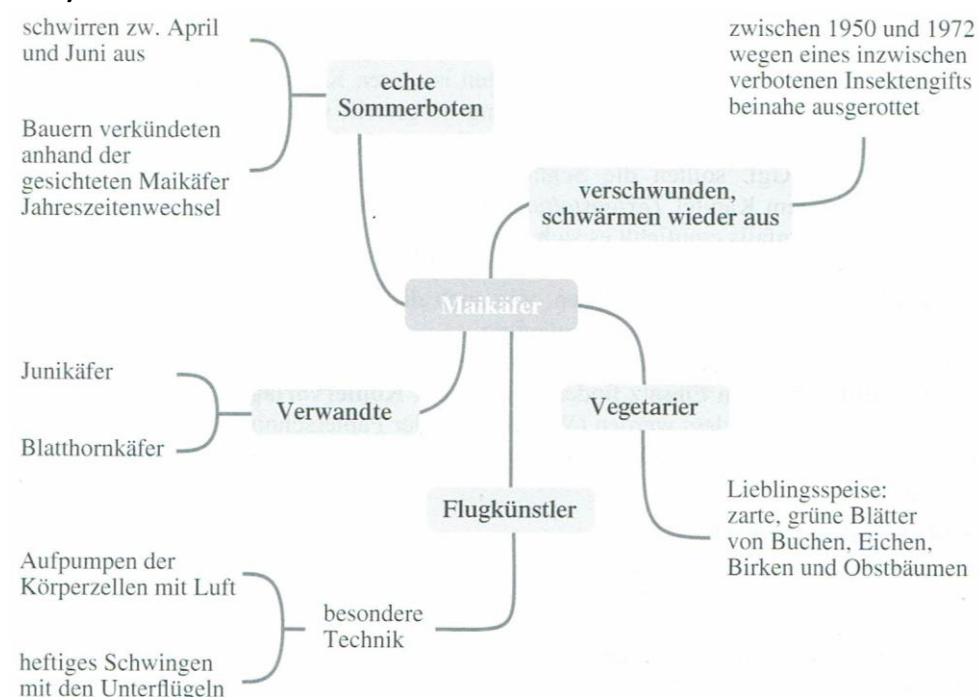 schwirren zw. April
und Juni aus
echte
Sommerboten
Bauern verkündeten
anhand der
gesichteten Maikäfer
Jahreszeitenwechsel
zwischen 1950 und 1972
wegen eines inzwischen
verbotenen Insektengifts
beinahe ausgerottet
verschwunden,
schwärmen wieder aus
Maikäfer
Junikäfer
Blatthornkäfer
Verwandte
Vegetarier
Lieblingsspeise:
zarte, grüne Blätter
von Buchen, Eichen,
Birken und Obstbäumen
Flugkünstler
besondere
Technik
Aufpumpen der
Körperzellen mit Luft
heftiges Schwingen
mit den Unterflügeln